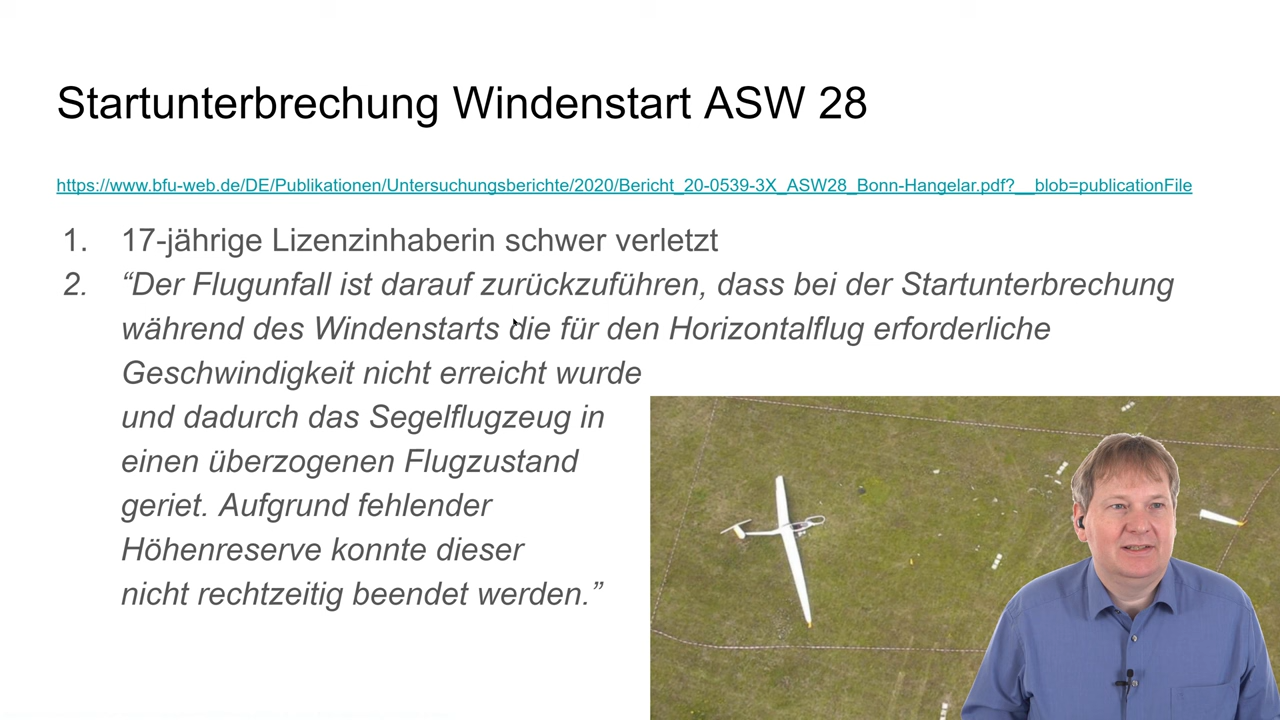 Startunterbrechung Windenstart ASW 28
https://www.bfu-web.de/DE/Publikationen/Untersuchungsberichte/2020/Bericht_20-0539-3X_ASW28_Bonn-Hangelar.pdf?__blob=publicationFile
1. 17-jährige Lizenzinhaberin schwer verletzt
2. “Der Flugunfall ist darauf zurückzuführen, dass bei der Startunterbrechung
während des Windenstarts die für den Horizontalflug erforderliche
Geschwindigkeit nicht erreicht wurde
und dadurch das Segelflugzeug in
einen überzogenen Flugzustand
geriet. Aufgrund fehlender
Höhenreserve konnte dieser
nicht rechtzeitig beendet werden.”